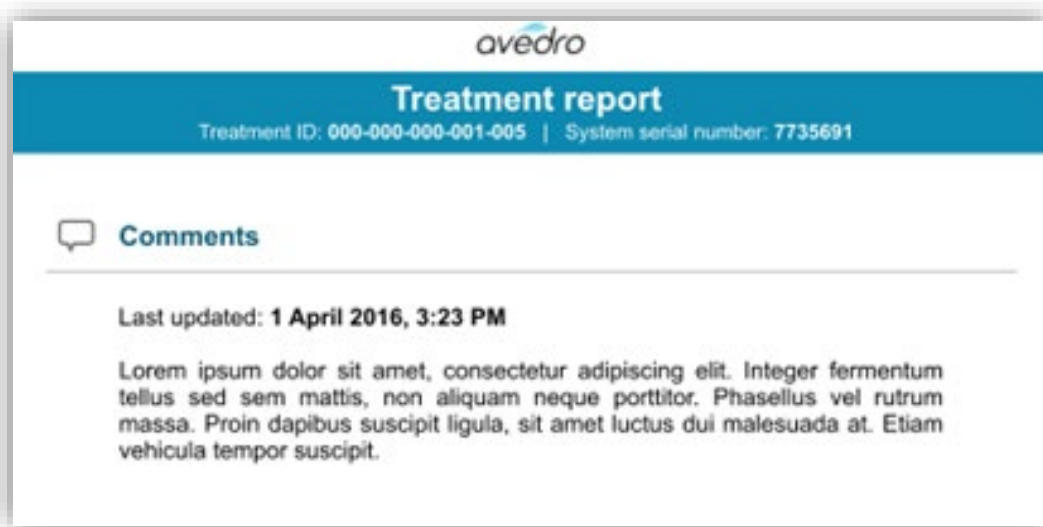 avedro
Treatment report
Treatment ID: 000-000-000-001-005 | System serial number: 7735691
Comments
Last updated: 1 April 2016, 3:23 PM
Lorem ipsum dolor sit amet, consectetur adipiscing elit. Integer fermentum
tellus sed sem mattis, non aliquam neque porttitor. Phasellus vel rutrum
massa. Proin dapibus suscipit ligula, sit amet luctus dui malesuada at. Etiam
vehicula tempor suscipit.